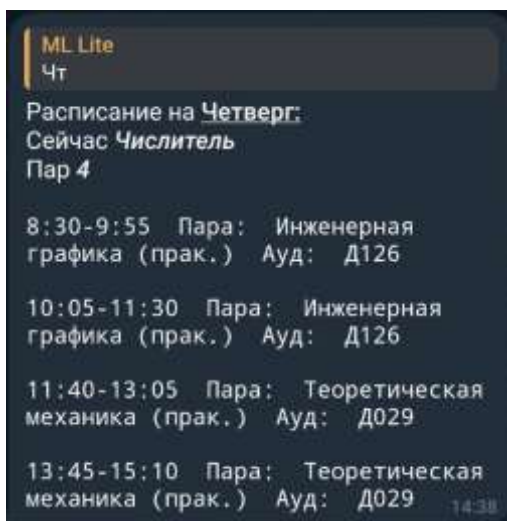 ML Lite
Чт
Расписание на Четверг:
Сейчас Числитель
Пар 4
8:30-9:55 Пара: Инженерная
графика (прак.) Ауд: Д126
10:05-11:30 Пара: Инженерная
графика (прак.) Ауд: Д126
11:40-13:05 Пара: Теоретическая
механика (прак.) Ауд: Д029
13:45-15:10 Пара: Теоретическая
механика (прак.) Ауд: Д029
14:38